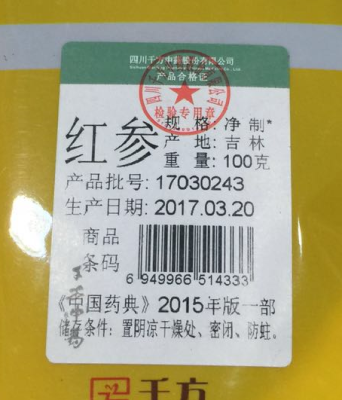 四川千方中药股份有限公司
产品合格证
检验专用章
红参
规 格: 净 制*
产 地: 吉 林
重 量: 100克
产品批号: 17030243
生产日期: 2017.03.20
商品
条码
6 949966 514333
《中国药典》2015年版一部
储存条件: 置阴凉干燥处、密闭、防蛀。
千方